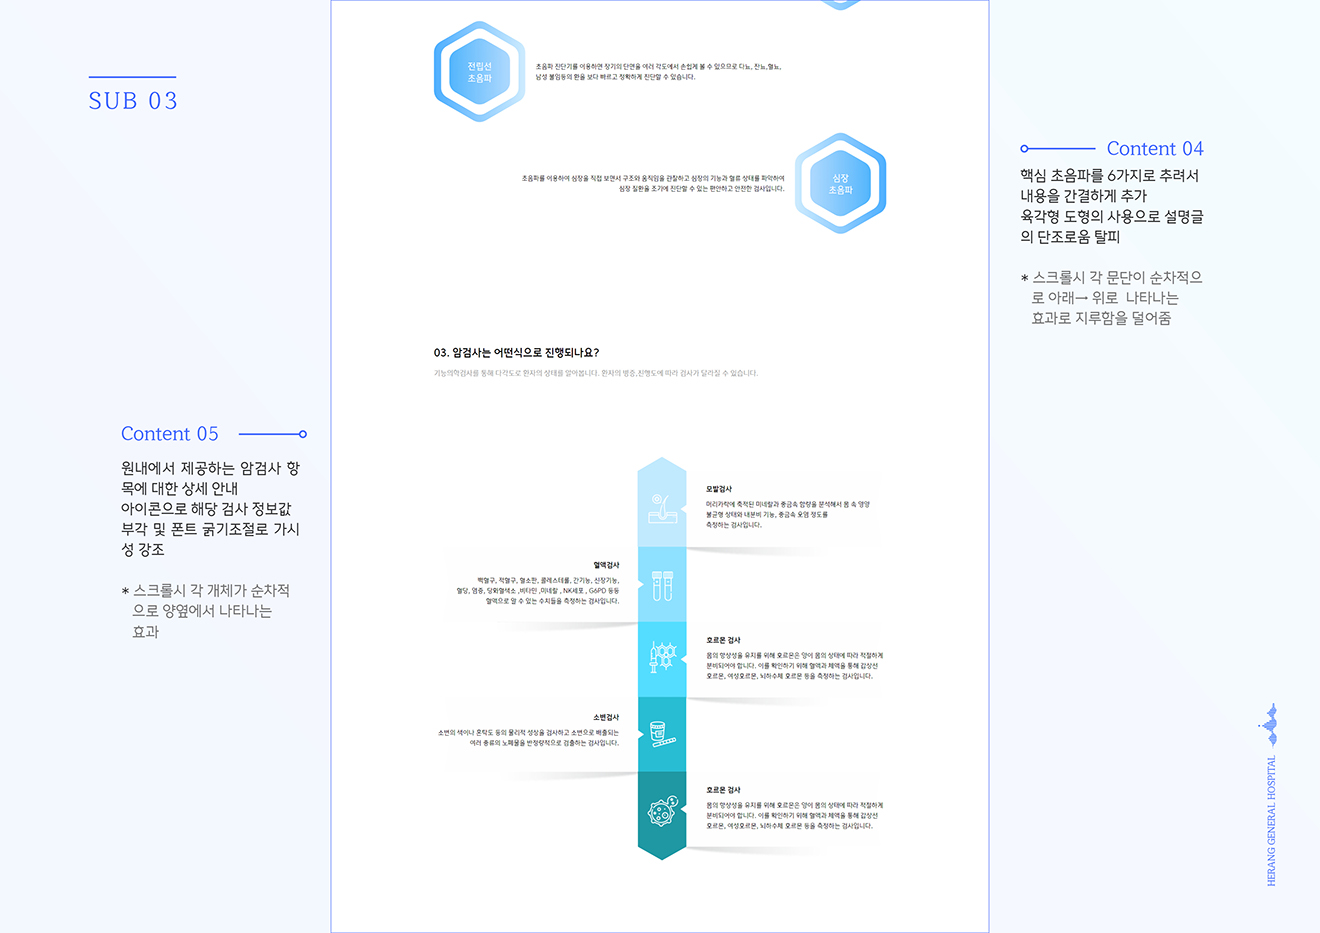 SUB 03
전립선
초음파
초음파 진단기를 이용하면 장기의 단면을 여러 각도에서 손쉽게 볼 수 있으므로 다뇨, 잔뇨,혈뇨,
남성 불임등의 환을 보다 빠르고 정확하게 진단할 수 있습니다.
초음파를 이용하여 심장을 직접 보면서 구조와 움직임을 관찰하고 심장의 기능과 혈류 상태를 파악하여
심장 질환을 조기에 진단할 수 있는 편안하고 안전한 검사입니다.
심장
초음파
Content 04
핵심 초음파를 6가지로 추려서
내용을 간결하게 추가
육각형 도형의 사용으로 설명글
의 단조로움 탈피
* 스크롤시 각 문단이 순차적으
로 아래→ 위로 나타나는
효과로 지루함을 덜어줌
03. 암검사는 어떤식으로 진행되나요?
기능의학검사를 통해 다각도로 환자의 상태를 알아봅니다. 환자의 병증,진행도에 따라 검사가 달라질 수 있습니다.
Content 05
원내에서 제공하는 암검사 항
목에 대한 상세 안내
아이콘으로 해당 검사 정보값
부각 및 폰트 굵기조절로 가시
성 강조
* 스크롤시 각 개체가 순차적
으로 양옆에서 나타나는
효과
모발검사
머리카락에 축적된 미네랄과 중금속 함량을 분석해서 몸 속 영양
불균형 상태와 내분비 기능, 중금속 오염 정도를
측정하는 검사입니다.
혈액검사
백혈구, 적혈구, 혈소판, 콜레스테롤, 간기능, 신장기능,
혈당, 염증, 당화혈색소 ,비타민 ,미네랄 , NK세포 , G6PD 등등
혈액으로 알 수 있는 수치들을 측정하는 검사입니다.
호르몬 검사
몸의 항상성을 유지를 위해 호르몬은 양이 몸의 상태에 따라 적절하게
분비되어야 합니다. 이를 확인하기 위해 혈액과 체액을 통해 갑상선
호르몬, 여성호르몬, 뇌하수체 호르몬 등을 측정하는 검사입니다.
소변검사
소변의 색이나 혼탁도 등의 물리적 성상을 검사하고 소변으로 배출되는
여러 종류의 노폐물을 반정량적으로 검출하는 검사입니다.
호르몬 검사
몸의 항상성을 유지를 위해 호르몬은 양이 몸의 상태에 따라 적절하게
분비되어야 합니다. 이를 확인하기 위해 혈액과 체액을 통해 갑상선
호르몬, 여성호르몬, 뇌하수체 호르몬 등을 측정하는 검사입니다.
HERANG GENERAL HOSPITAL